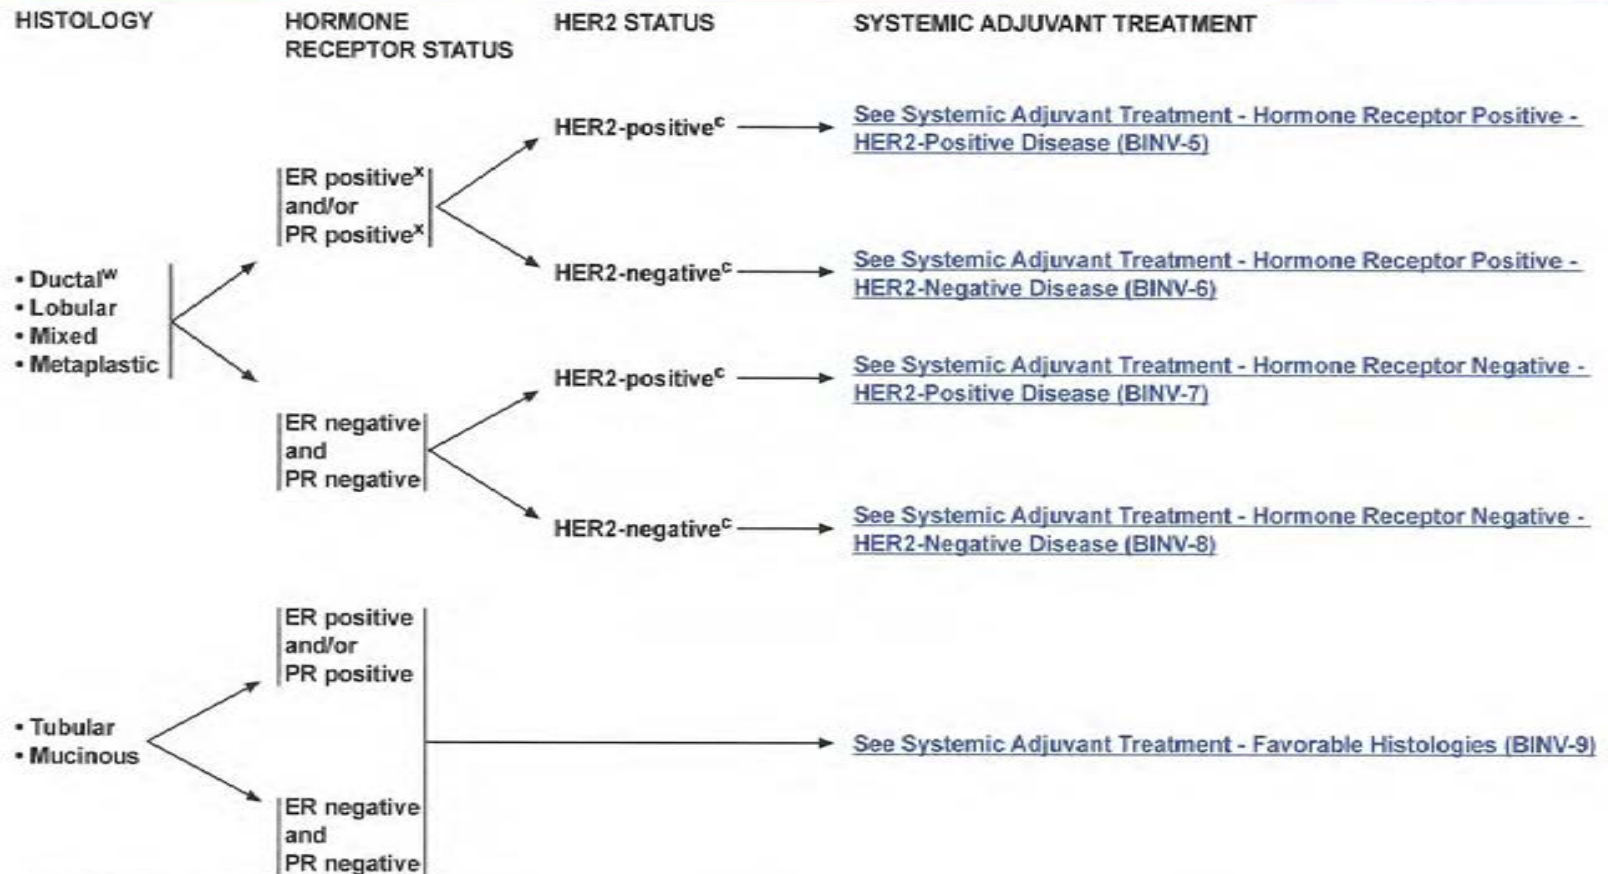 HISTOLOGY
HORMONE
RECEPTOR STATUS
HER2 STATUS
SYSTEMIC ADJUVANT TREATMENT
• Ductalʷ
• Lobular
• Mixed
• Metaplastic
ER positiveˣ
and/or
PR positiveˣ
HER2-positiveᶜ
See Systemic Adjuvant Treatment - Hormone Receptor Positive -
HER2-Positive Disease (BINV-5)
HER2-negativeᶜ
See Systemic Adjuvant Treatment - Hormone Receptor Positive -
HER2-Negative Disease (BINV-6)
ER negative
and
PR negative
HER2-positiveᶜ
See Systemic Adjuvant Treatment - Hormone Receptor Negative -
HER2-Positive Disease (BINV-7)
HER2-negativeᶜ
See Systemic Adjuvant Treatment - Hormone Receptor Negative -
HER2-Negative Disease (BINV-8)
• Tubular
• Mucinous
ER positive
and/or
PR positive
ER negative
and
PR negative
See Systemic Adjuvant Treatment - Favorable Histologies (BINV-9)